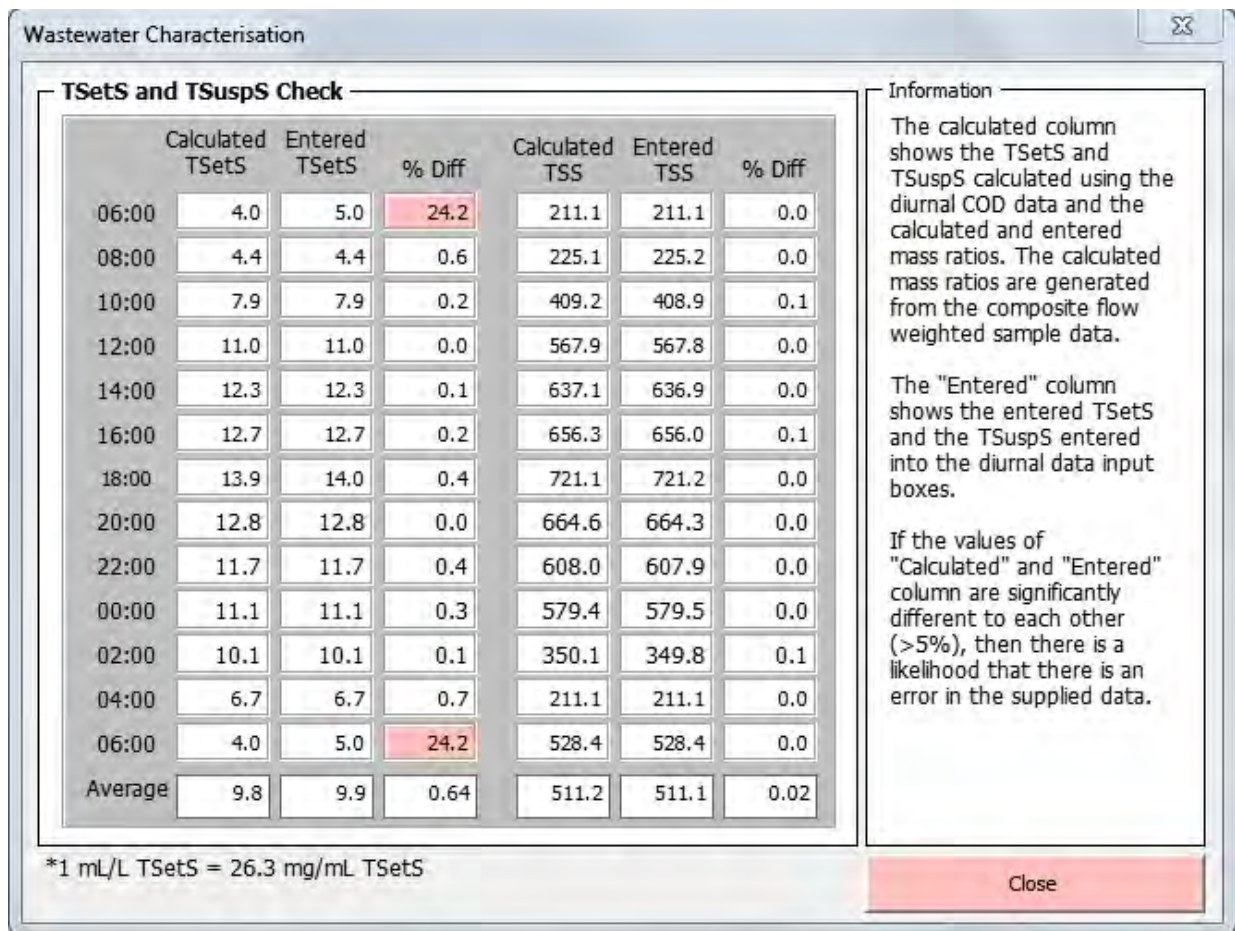 Wastewater Characterisation
TSetS and TSuspS Check
Calculated TSetS Entered TSetS % Diff Calculated TSS Entered TSS % Diff
06:00 4.0 5.0 24.2 211.1 211.1 0.0
08:00 4.4 4.4 0.6 225.1 225.2 0.0
10:00 7.9 7.9 0.2 409.2 408.9 0.1
12:00 11.0 11.0 0.0 567.9 567.8 0.0
14:00 12.3 12.3 0.1 637.1 636.9 0.0
16:00 12.7 12.7 0.2 656.3 656.0 0.1
18:00 13.9 14.0 0.4 721.1 721.2 0.0
20:00 12.8 12.8 0.0 664.6 664.3 0.0
22:00 11.7 11.7 0.4 608.0 607.9 0.0
00:00 11.1 11.1 0.3 579.4 579.5 0.0
02:00 10.1 10.1 0.1 350.1 349.8 0.1
04:00 6.7 6.7 0.7 211.1 211.1 0.0
06:00 4.0 5.0 24.2 528.4 528.4 0.0
Average 9.8 9.9 0.64 511.2 511.1 0.02
*1 mL/L TSetS = 26.3 mg/mL TSetS
Information
The calculated column
shows the TSetS and
TSuspS calculated using the
diurnal COD data and the
calculated and entered
mass ratios. The calculated
mass ratios are generated
from the composite flow
weighted sample data.
The "Entered" column
shows the entered TSetS
and the TSuspS entered
into the diurnal data input
boxes.
If the values of
"Calculated" and "Entered"
column are significantly
different to each other
(>5%), then there is a
likelihood that there is an
error in the supplied data.
Close